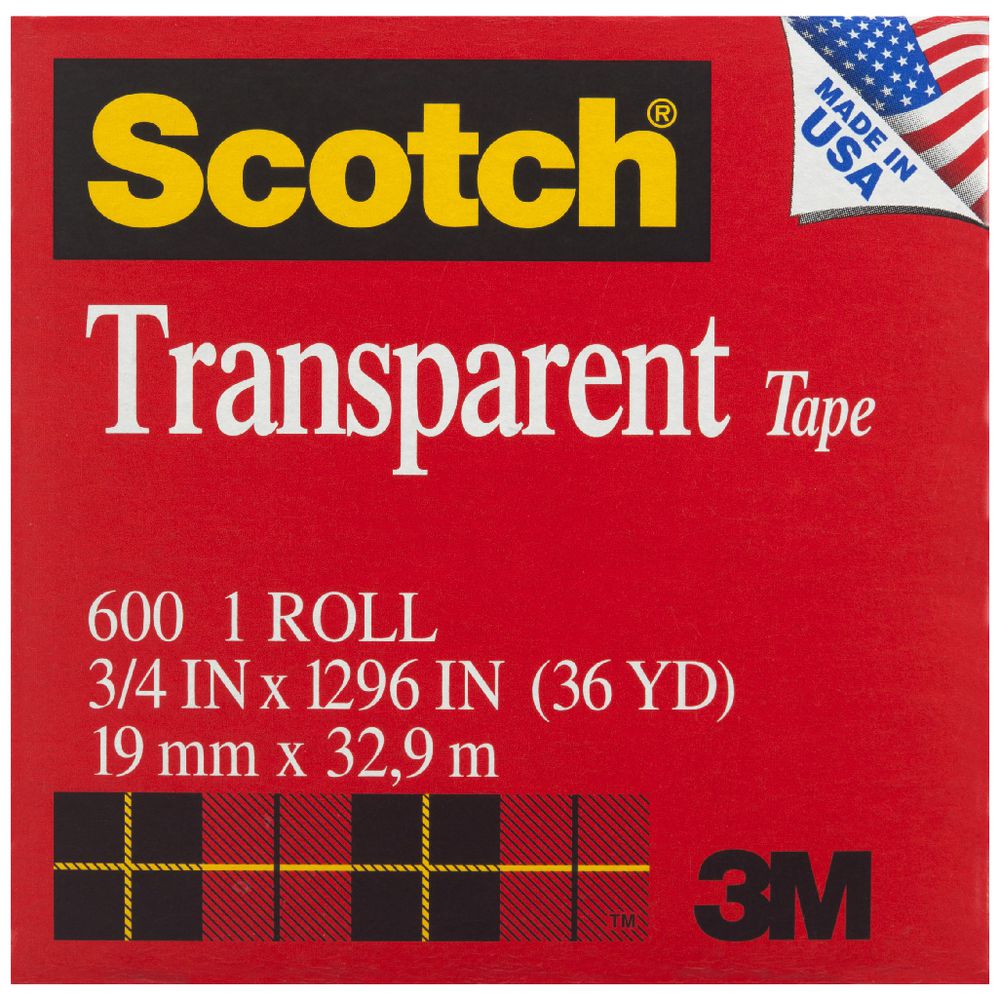 Scotch®
MADE IN
USA
Transparent Tape
600 1 ROLL
3/4 IN x 1296 IN (36 YD)
19 mm x 32,9 m
TM
3M